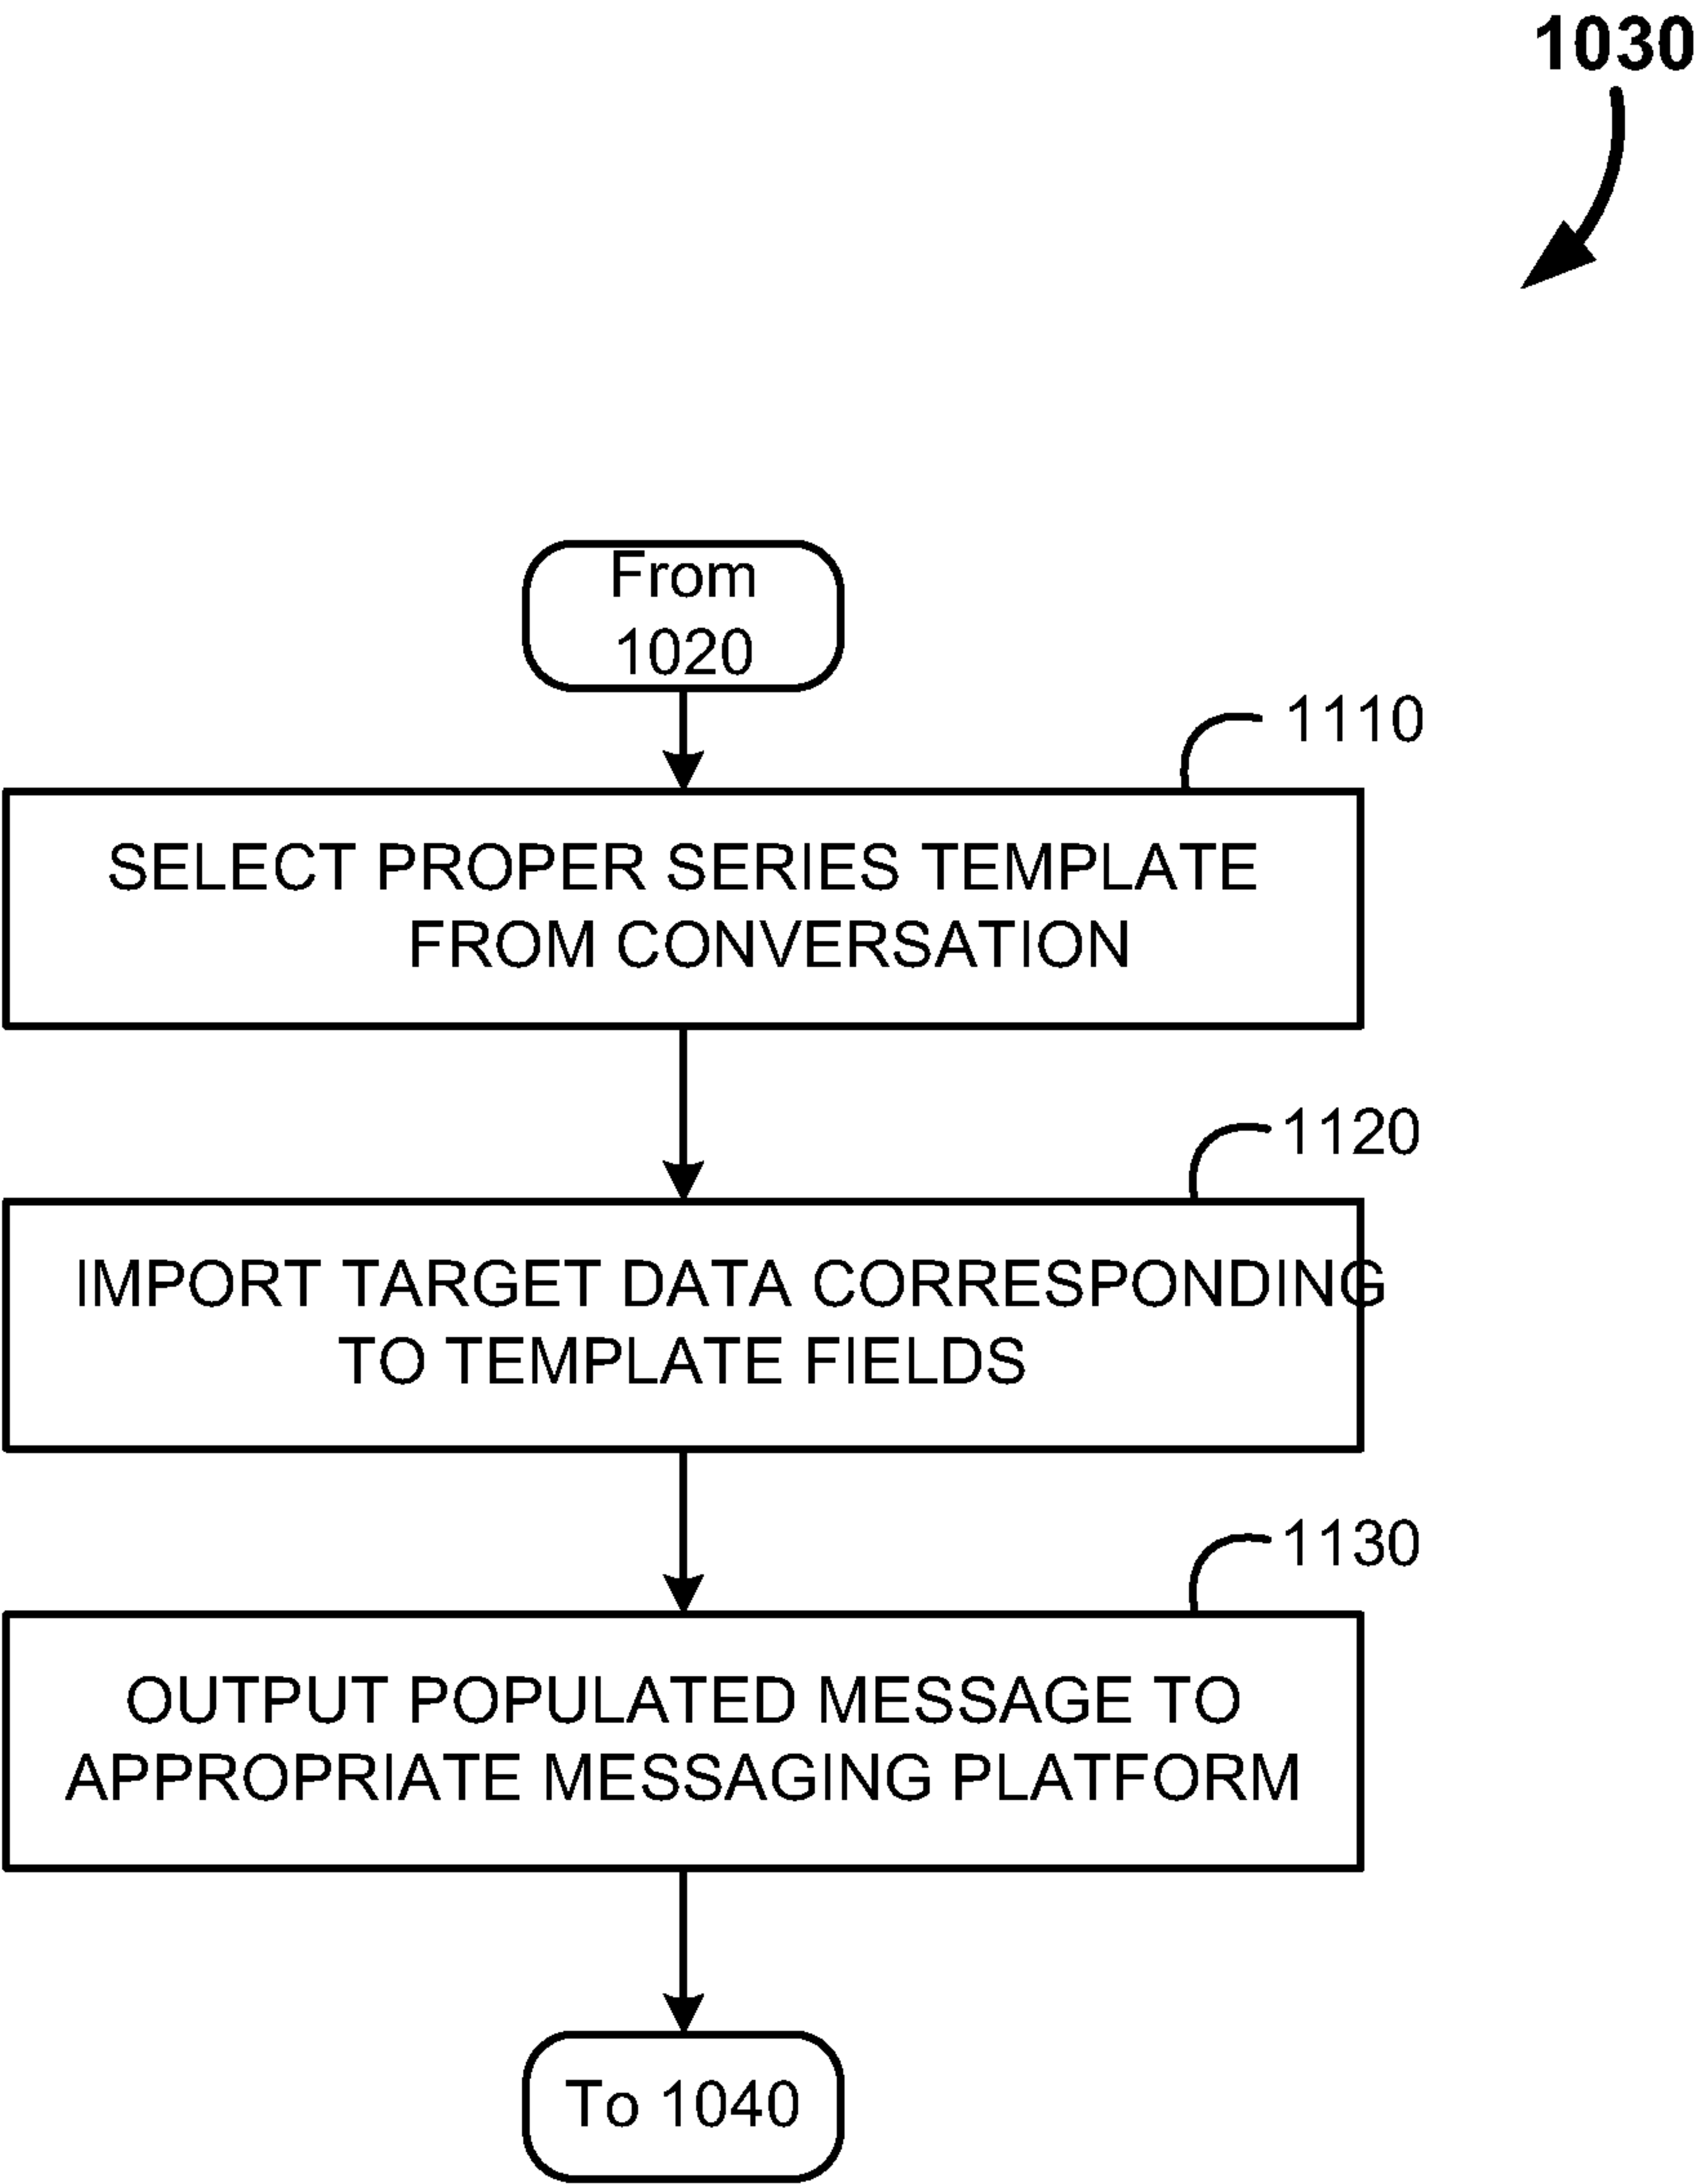 1030
From
1020
1110
SELECT PROPER SERIES TEMPLATE
FROM CONVERSATION
1120
IMPORT TARGET DATA CORRESPONDING
TO TEMPLATE FIELDS
1130
OUTPUT POPULATED MESSAGE TO
APPROPRIATE MESSAGING PLATFORM
To 1040